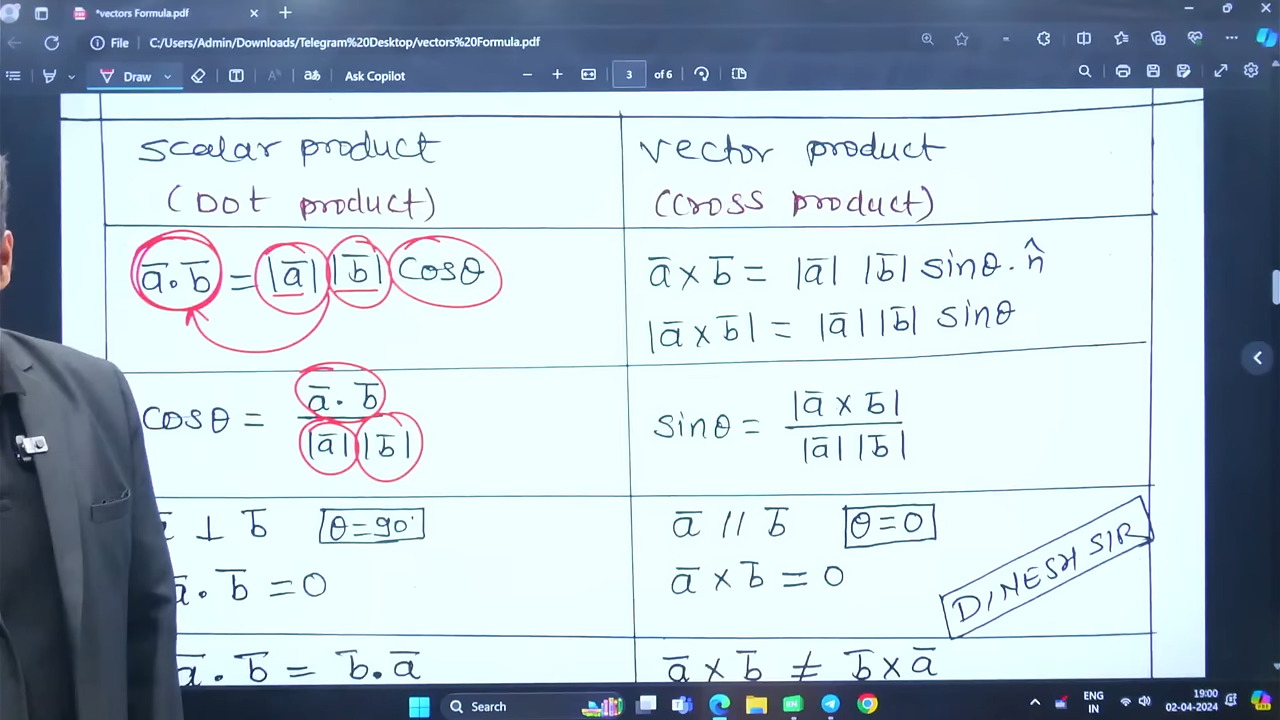 *vectors Formula.pdf
File C:/Users/Admin/Downloads/Telegram%20Desktop/vectors%20Formula.pdf
Draw Ask Copilot 3 of 6
scalar product
(Dot product)
vector product
(Cross product)
a̅ . b̅ = |a̅| |b̅| cosθ
a̅ × b̅ = |a̅| |b̅| sinθ . n̂
|a̅ × b̅| = |a̅| |b̅| sinθ
cosθ = a̅ . b̅ / |a̅| |b̅|
sinθ = |a̅ × b̅| / |a̅| |b̅|
⊥ b̅ θ = 90°
a̅ . b̅ = 0
a̅ // b̅ θ = 0
a̅ × b̅ = 0
DINESH SIR
a̅ . b̅ = b̅ . a̅
a̅ × b̅ ≠ b̅ × a̅
Search
ENG
IN
19:00
02-04-2024